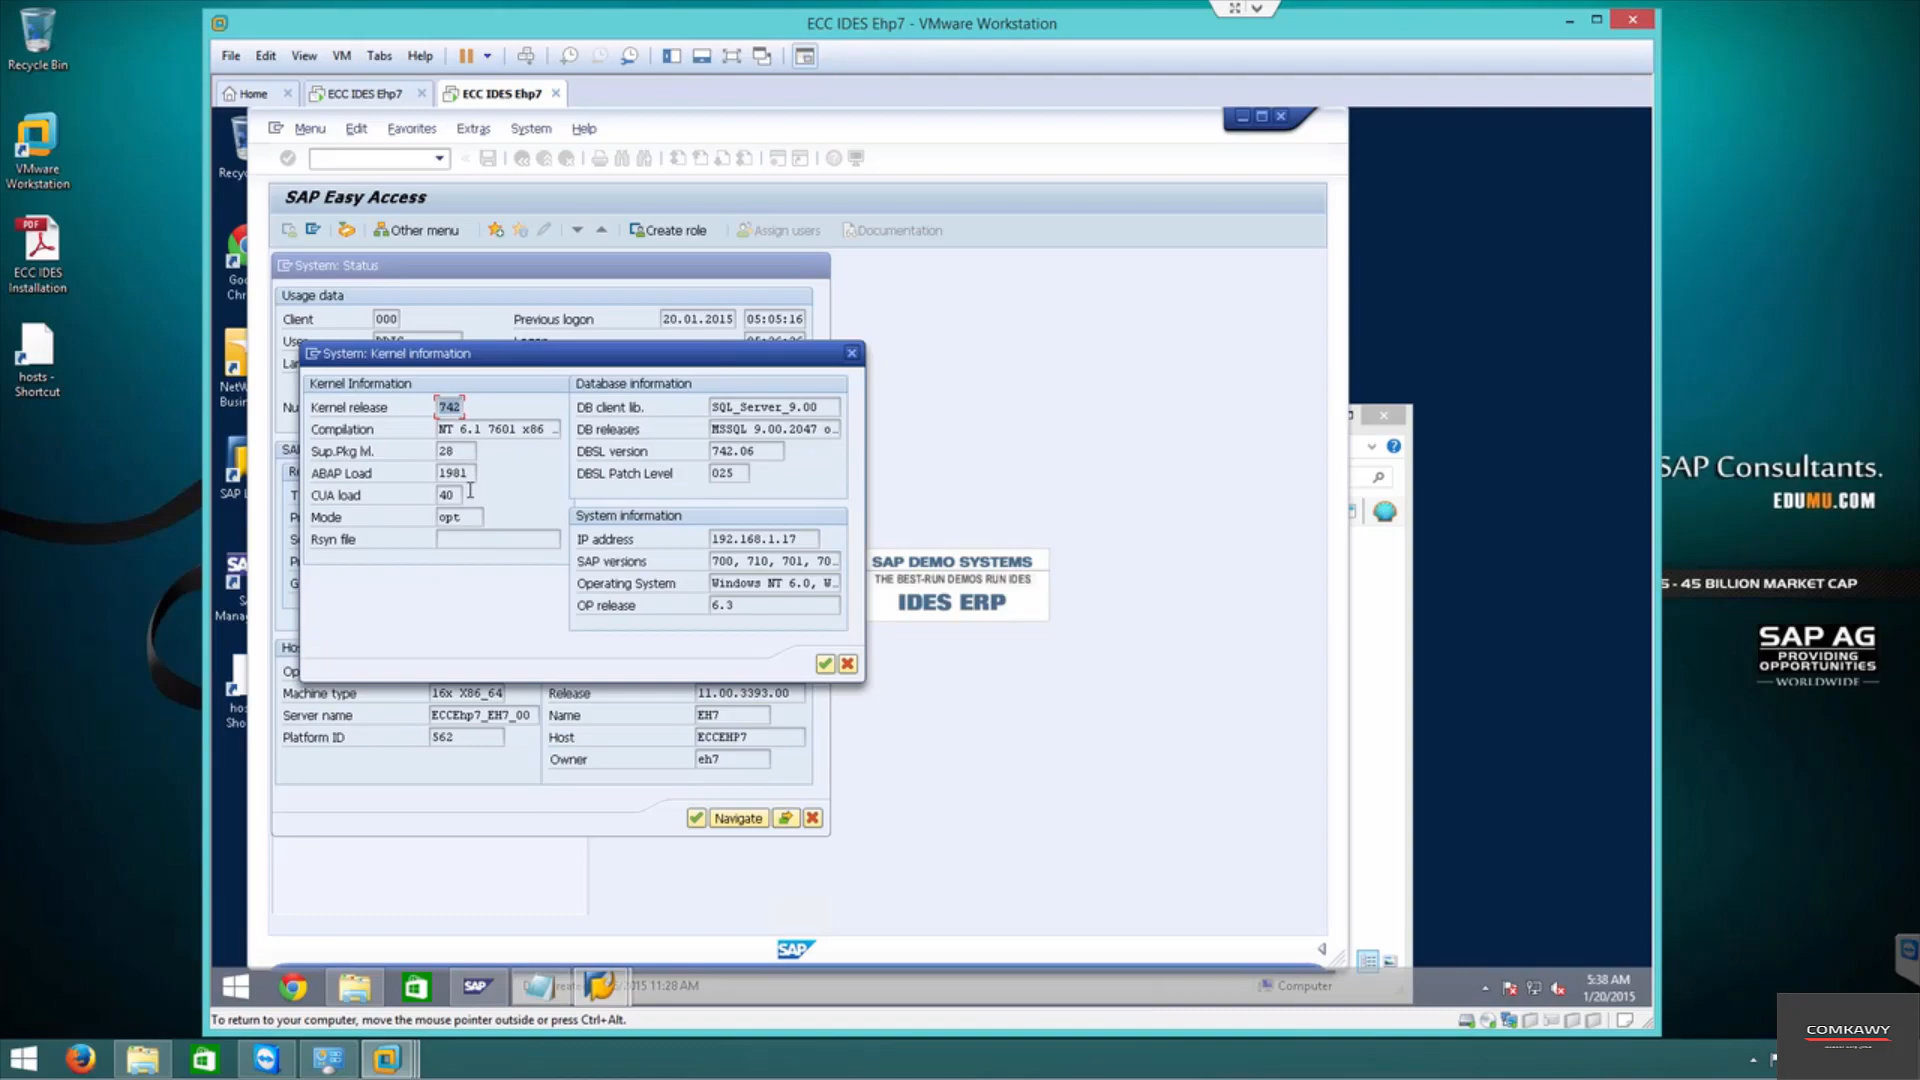 Recycle Bin
VMware
Workstation
ECC IDES
Installation
hosts -
Shortcut
ECC IDES Ehp7 - VMware Workstation
File Edit View VM Tabs Help
Home ECC IDES Ehp7 ECC IDES Ehp7
Menu Edit Favorites Extras System Help
SAP Easy Access
Other menu Create role Assign users Documentation
System: Status
Usage data
Client 000 Previous logon 20.01.2015 05:05:16
System: Kernel information
Kernel Information
Kernel release 742
Compilation NT 6.1 7601 x86 ..
Sup.Pkg lvl. 28
ABAP Load 1981
CUA load 40
Mode opt
Rsyn file
Database information
DB client lib. SQL_Server_9.00
DB releases MSSQL 9.00.2047 o..
DBSL version 742.06
DBSL Patch Level 025
System information
IP address 192.168.1.17
SAP versions 700, 710, 701, 70..
Operating System Windows NT 6.0, W..
OP release 6.3
Machine type 16x X86_64 Release 11.00.3393.00
Server name ECCEhp7_EH7_00 Name EH7
Platform ID 562 Host ECCEHP7
Owner eh7
Navigate
SAP DEMO SYSTEMS
THE BEST-RUN DEMOS RUN IDES
IDES ERP
SAP
SAP
2015 11:28 AM
Computer
5:38 AM
1/20/2015
To return to your computer, move the mouse pointer outside or press Ctrl+Alt.
SAP Consultants.
EDUMU.COM
- 45 BILLION MARKET CAP
SAP AG
PROVIDING
OPPORTUNITIES
WORLDWIDE
COMKAWY